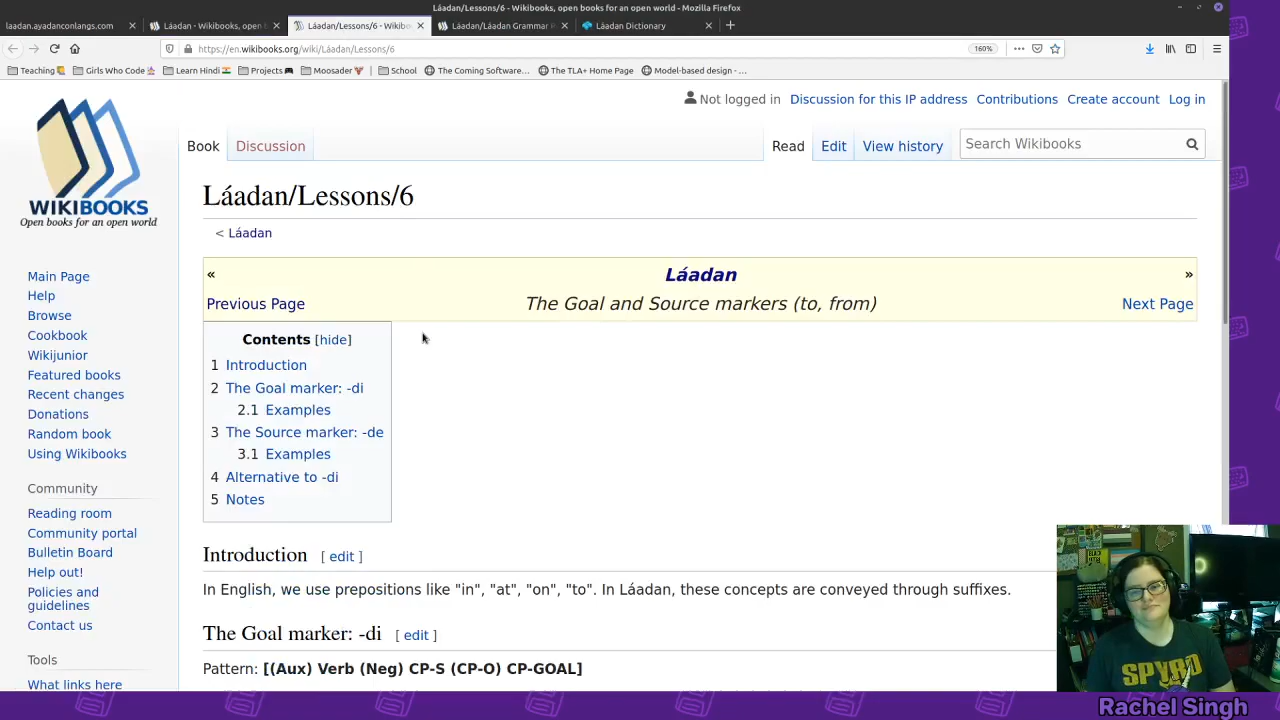 Láadan/Lessons/6 - Wikibooks, open books for an open world - Mozilla Firefox
laadan.ayadanconlangs.com
Láadan - Wikibooks, open b
Láadan/Lessons/6 - Wikibo
Láadan/Láadan Grammar R
Láadan Dictionary
https://en.wikibooks.org/wiki/Láadan/Lessons/6
160%
Teaching
Girls Who Code
Learn Hindi
Projects
Moosader
School
The Coming Software...
The TLA+ Home Page
Model-based design - ...
Not logged in Discussion for this IP address Contributions Create account Log in
Book Discussion Read Edit View history Search Wikibooks
WIKIBOOKS
Open books for an open world
Main Page
Help
Browse
Cookbook
Wikijunior
Featured books
Recent changes
Donations
Random book
Using Wikibooks
Community
Reading room
Community portal
Bulletin Board
Help out!
Policies and
guidelines
Contact us
Tools
What links here
Láadan/Lessons/6
< Láadan
« Láadan »
Previous Page The Goal and Source markers (to, from) Next Page
Contents [hide]
1 Introduction
2 The Goal marker: -di
2.1 Examples
3 The Source marker: -de
3.1 Examples
4 Alternative to -di
5 Notes
Introduction [ edit ]
In English, we use prepositions like "in", "at", "on", "to". In Láadan, these concepts are conveyed through suffixes.
The Goal marker: -di [ edit ]
Pattern: [(Aux) Verb (Neg) CP-S (CP-O) CP-GOAL]
SPYRO
Rachel Singh